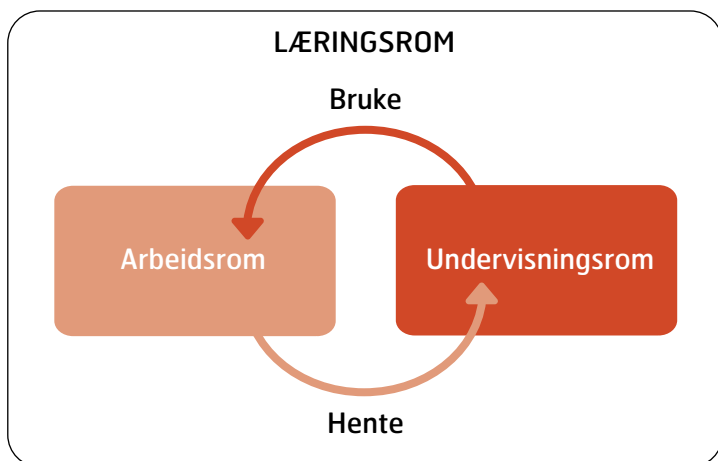 LÆRINGSROM
Bruke
Arbeidsrom
Undervisningsrom
Hente